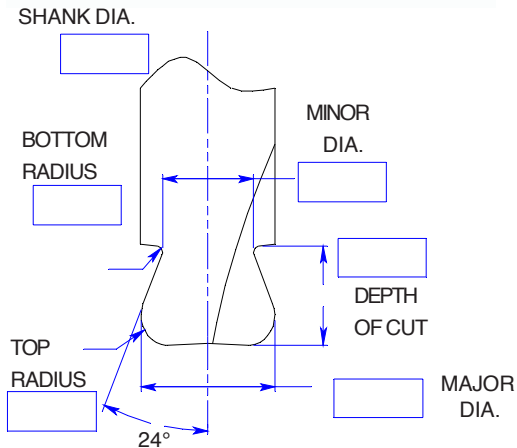 SHANK DIA.
MINOR
DIA.
BOTTOM
RADIUS
DEPTH
OF CUT
TOP
RADIUS
MAJOR
DIA.
24°